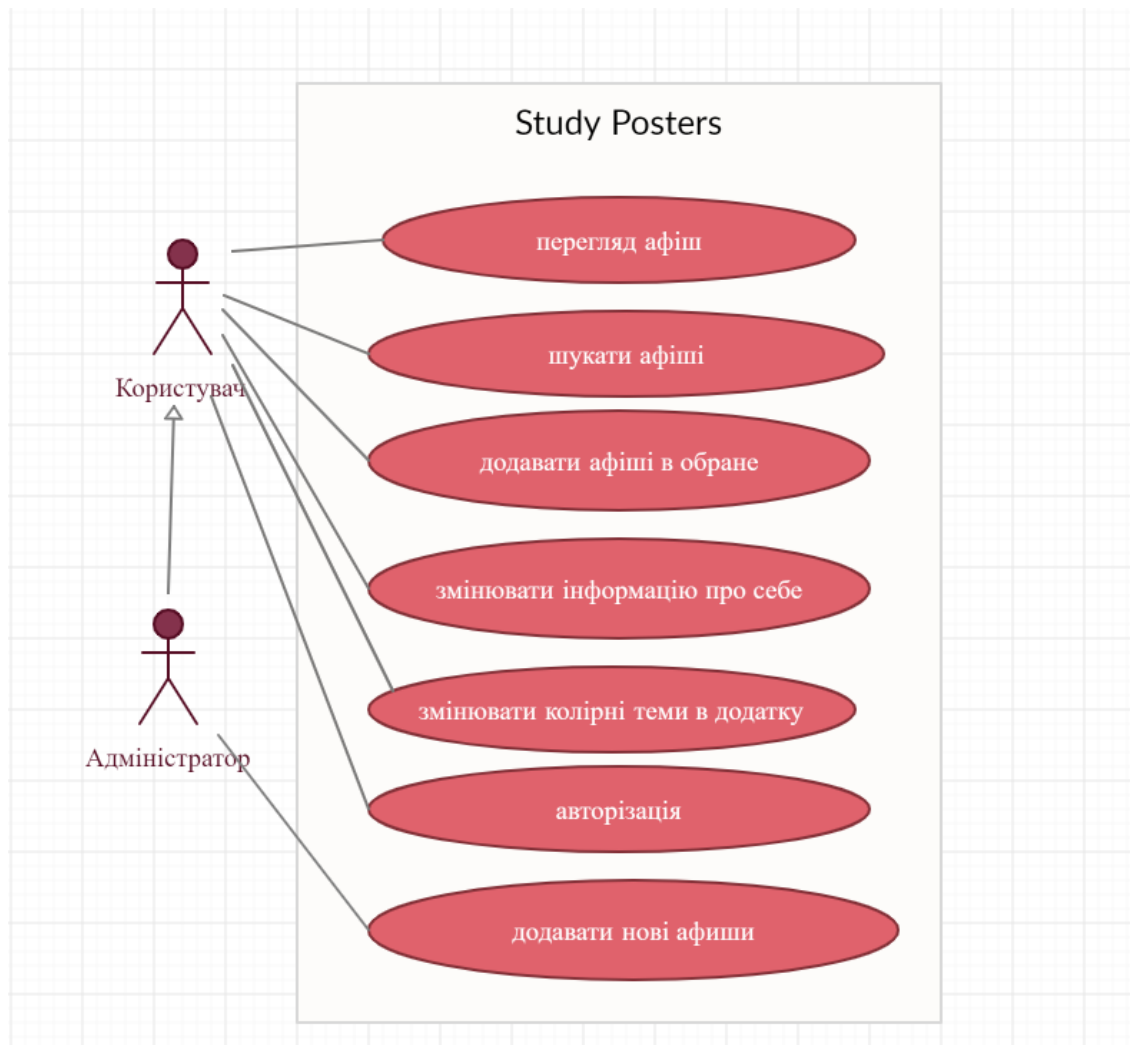 Study Posters
перегляд афіш
шукати афіші
Користувач
додавати афіші в обране
змінювати інформацію про себе
змінювати колірні теми в додатку
Адміністратор
авторізація
додавати нові афиши